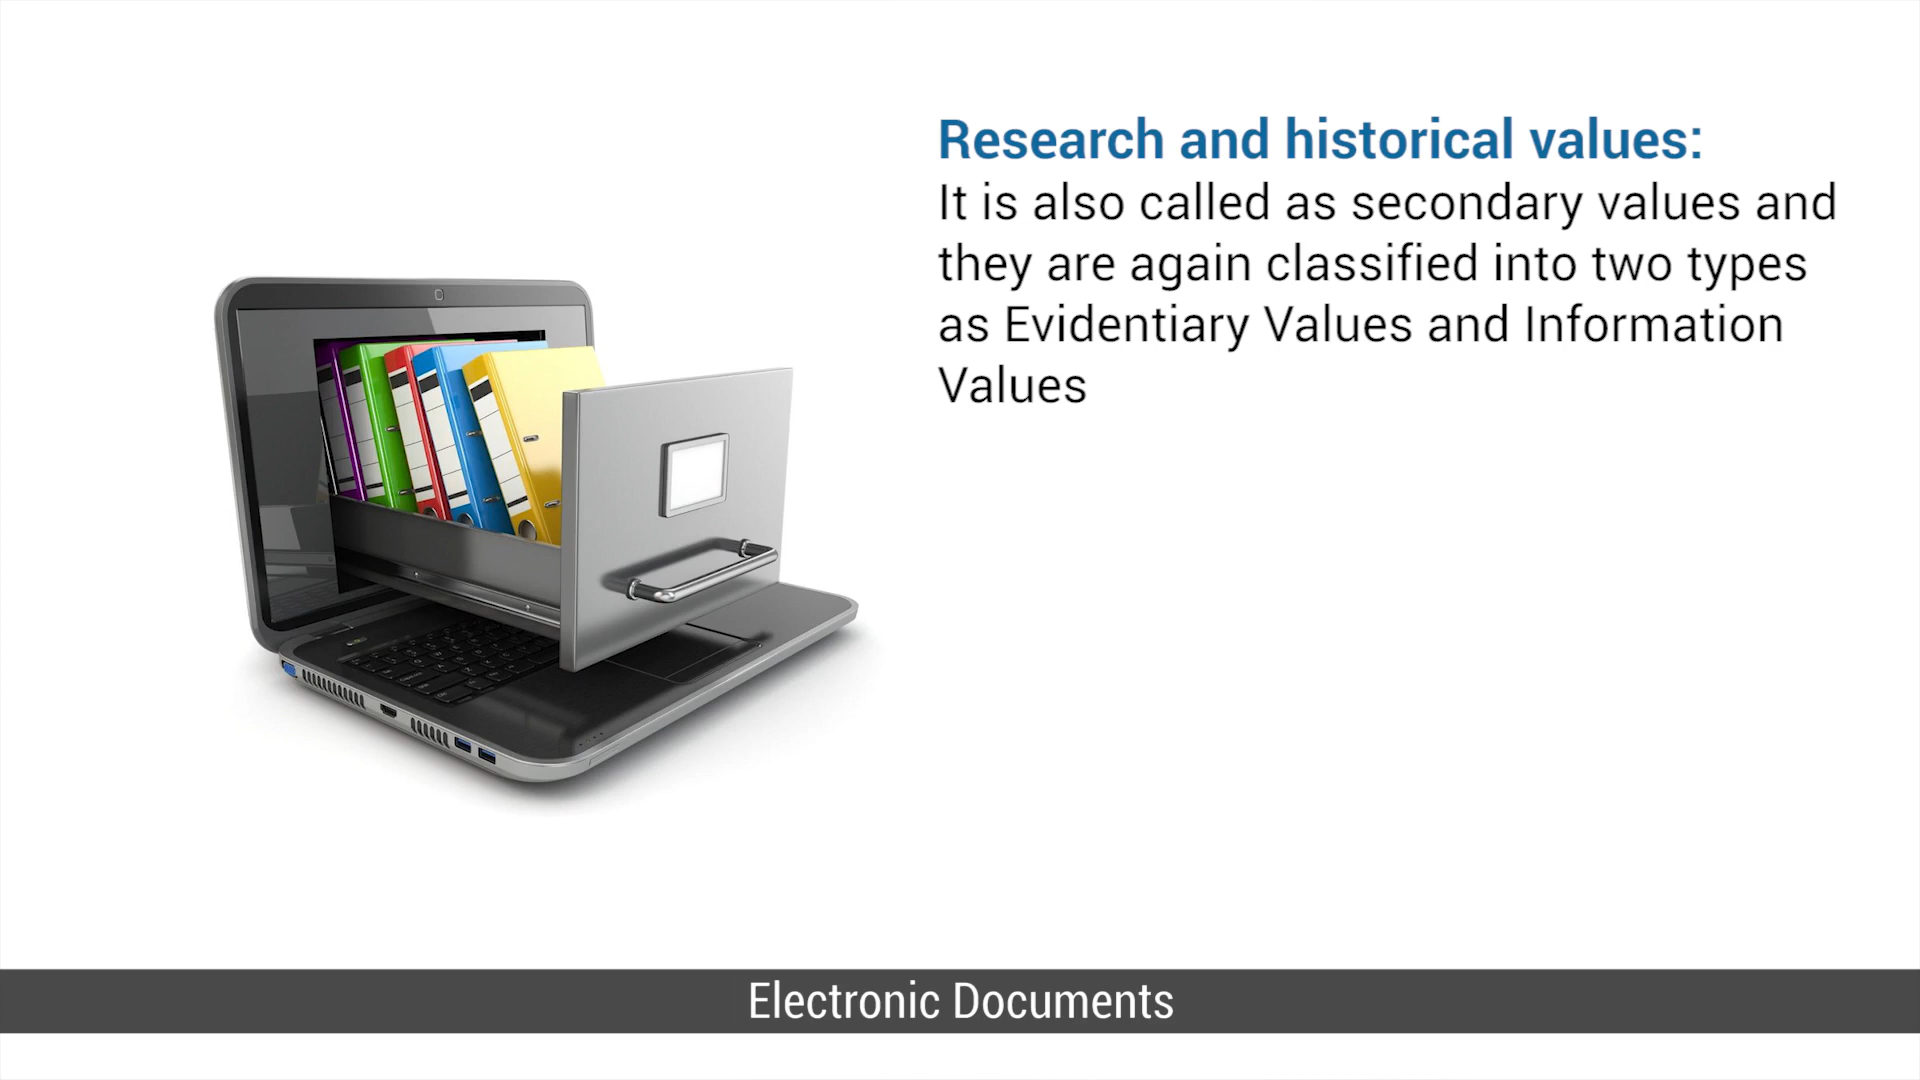 Research and historical values:
It is also called as secondary values and
they are again classified into two types
as Evidentiary Values and Information
Values
Electronic Documents